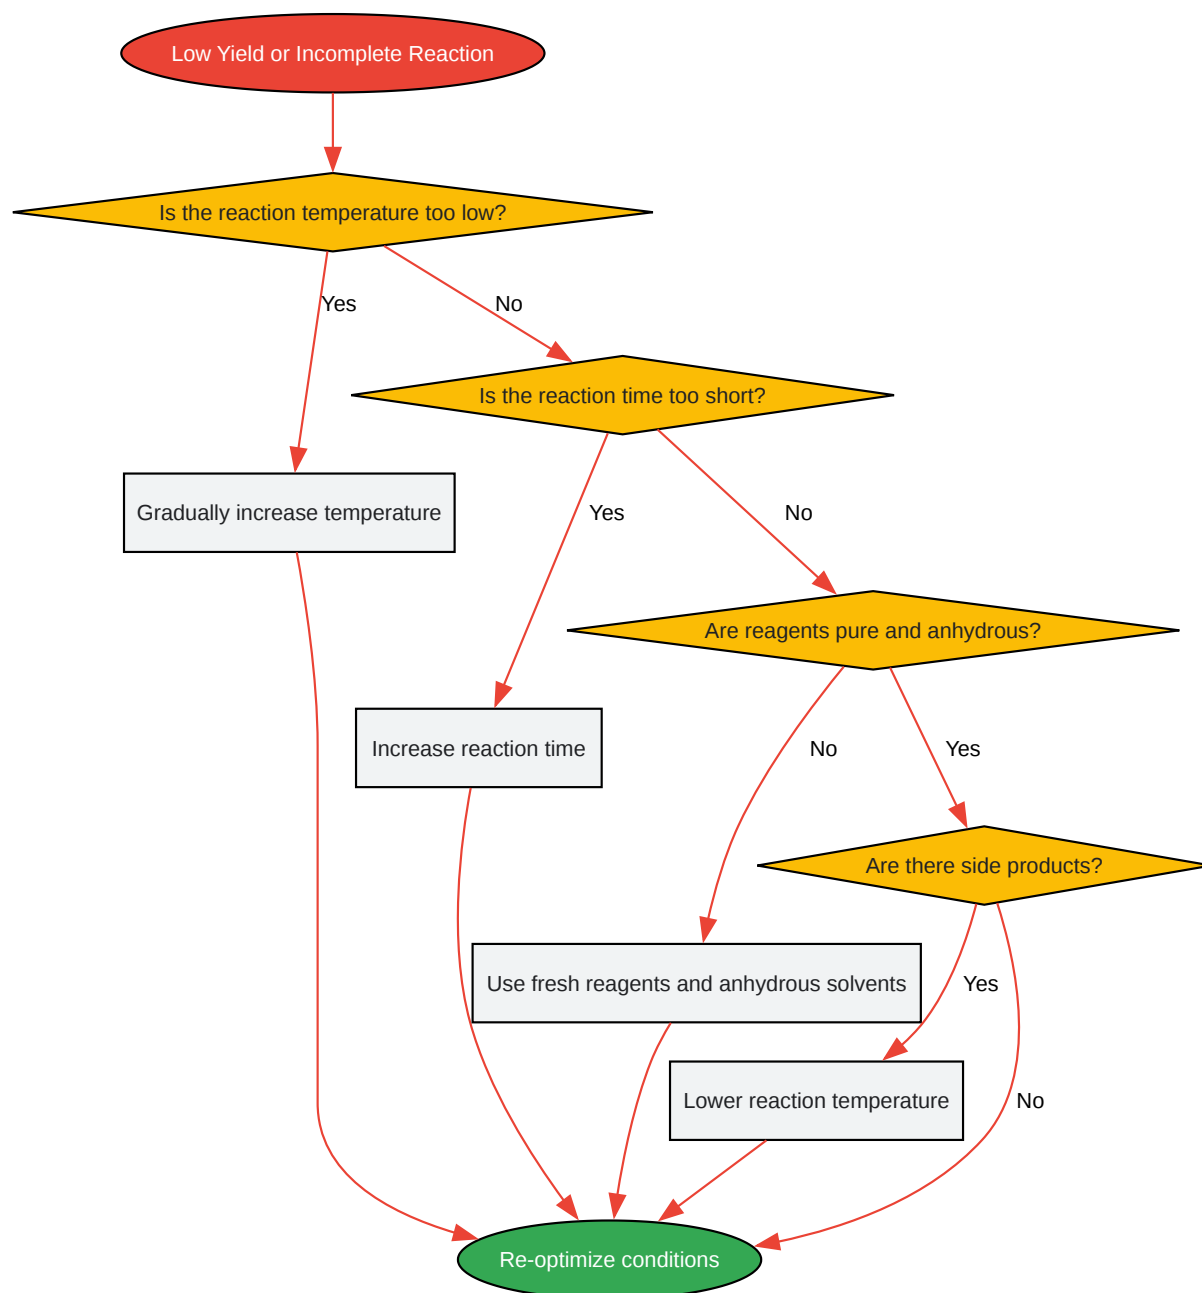 Low Yield or Incomplete Reaction
Is the reaction temperature too low?
Yes
No
Is the reaction time too short?
Gradually increase temperature
Yes
No
Are reagents pure and anhydrous?
Increase reaction time
No
Yes
Are there side products?
Use fresh reagents and anhydrous solvents
Yes
Lower reaction temperature
No
Re-optimize conditions